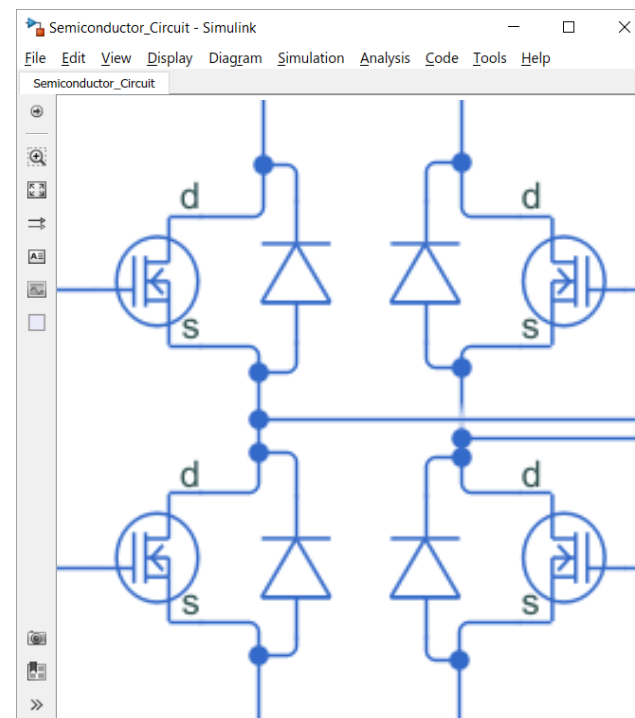 Semiconductor_Circuit - Simulink
File Edit View Display Diagram Simulation Analysis Code Tools Help
Semiconductor_Circuit
d d
s s
d d
s s